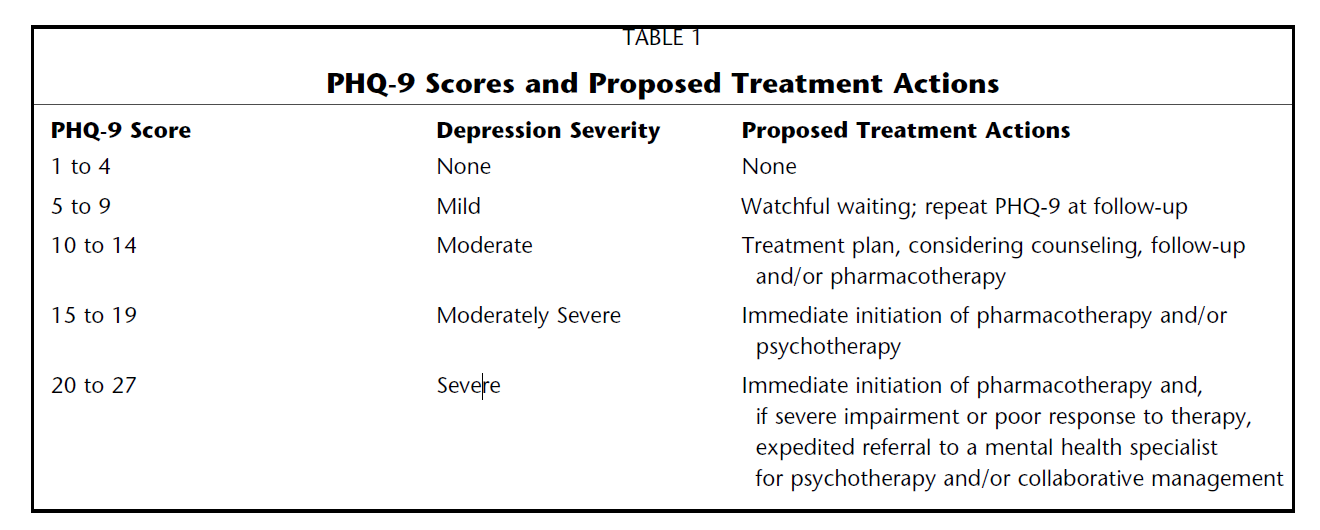 TABLE 1
PHQ-9 Scores and Proposed Treatment Actions
PHQ-9 Score Depression Severity Proposed Treatment Actions
1 to 4 None None
5 to 9 Mild Watchful waiting; repeat PHQ-9 at follow-up
10 to 14 Moderate Treatment plan, considering counseling, follow-up
and/or pharmacotherapy
15 to 19 Moderately Severe Immediate initiation of pharmacotherapy and/or
psychotherapy
20 to 27 Severe Immediate initiation of pharmacotherapy and,
if severe impairment or poor response to therapy,
expedited referral to a mental health specialist
for psychotherapy and/or collaborative management